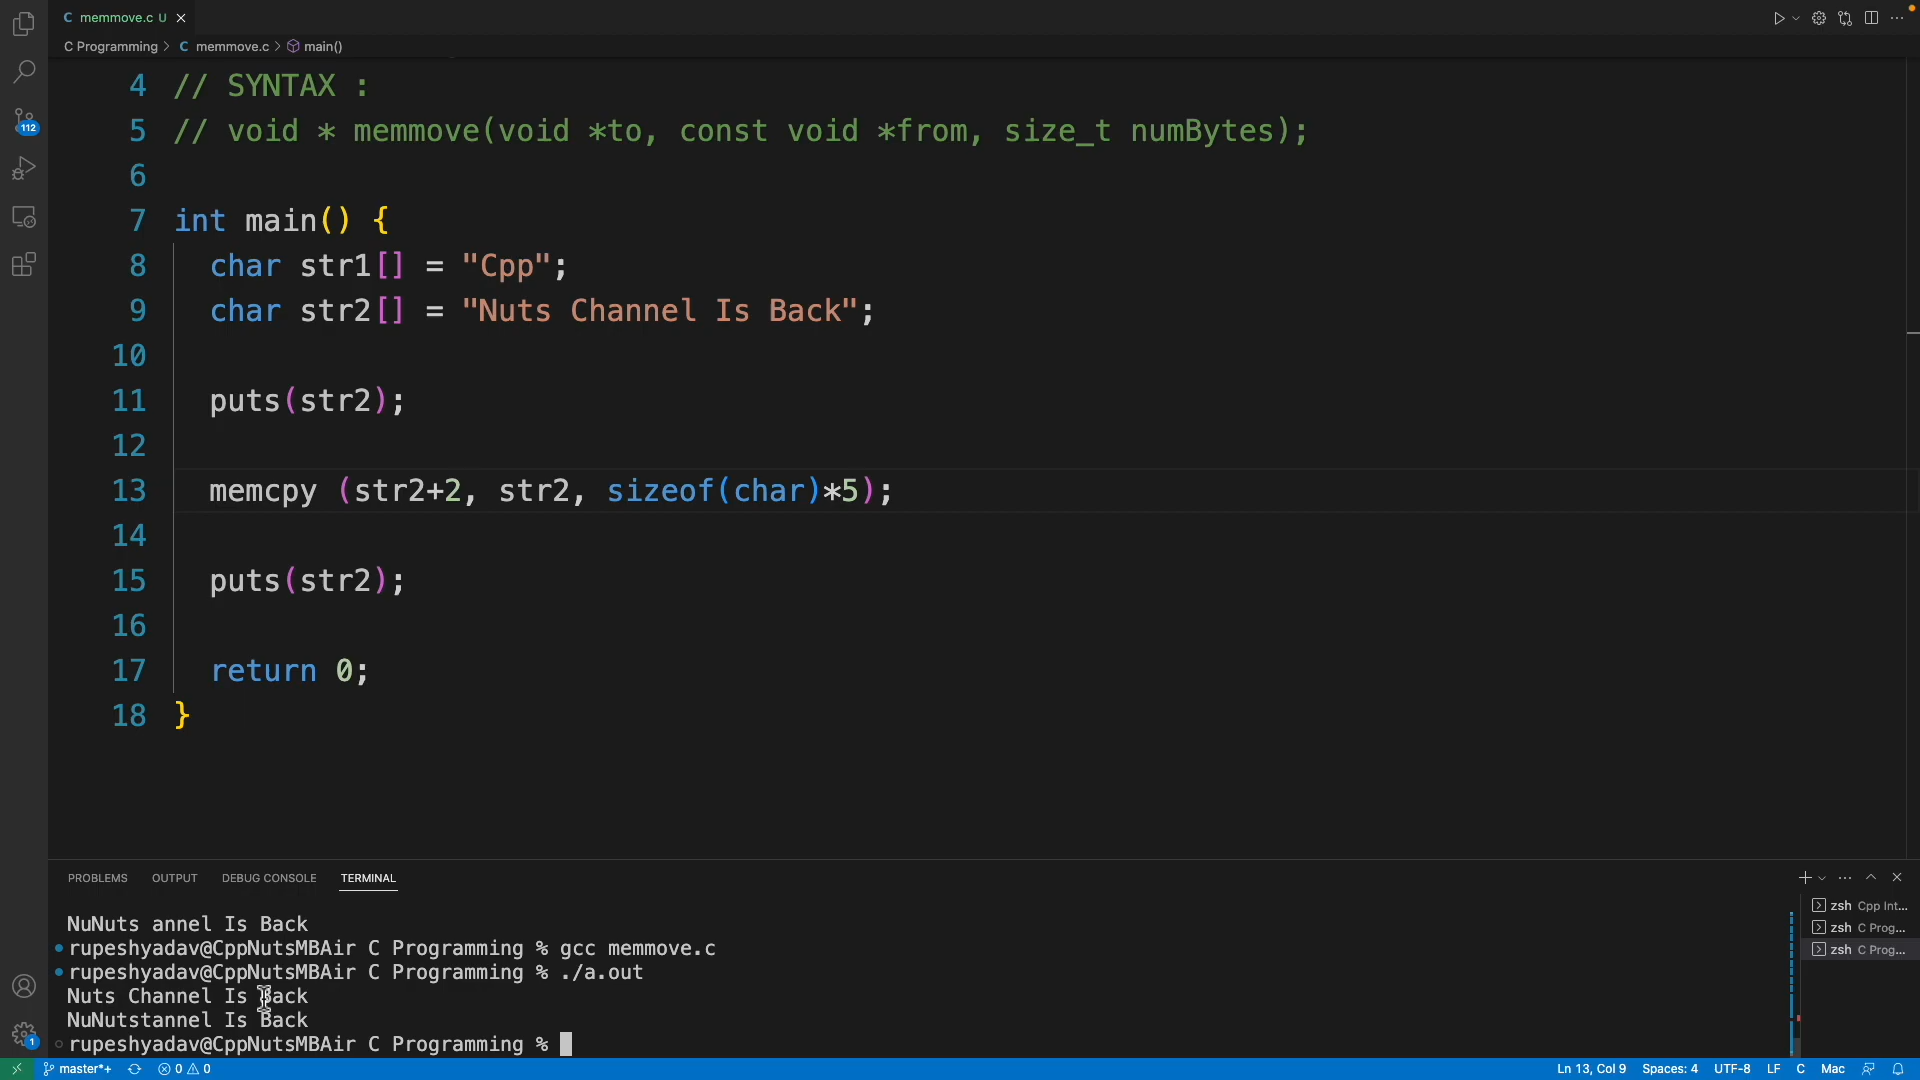 C memmove.c U
C Programming > C memmove.c > main()
4 // SYNTAX :
5 // void * memmove(void *to, const void *from, size_t numBytes);
6
7 int main() {
8 char str1[] = "Cpp";
9 char str2[] = "Nuts Channel Is Back";
10
11 puts(str2);
12
13 memcpy (str2+2, str2, sizeof(char)*5);
14
15 puts(str2);
16
17 return 0;
18 }
112
1
PROBLEMS OUTPUT DEBUG CONSOLE TERMINAL
NuNuts annel Is Back
rupeshyadav@CppNutsMBAir C Programming % gcc memmove.c
rupeshyadav@CppNutsMBAir C Programming % ./a.out
Nuts Channel Is Back
NuNutstannel Is Back
rupeshyadav@CppNutsMBAir C Programming %
zsh Cpp Int...
zsh C Prog...
zsh C Prog...
master*+ 0 0 Ln 13, Col 9 Spaces: 4 UTF-8 LF C Mac